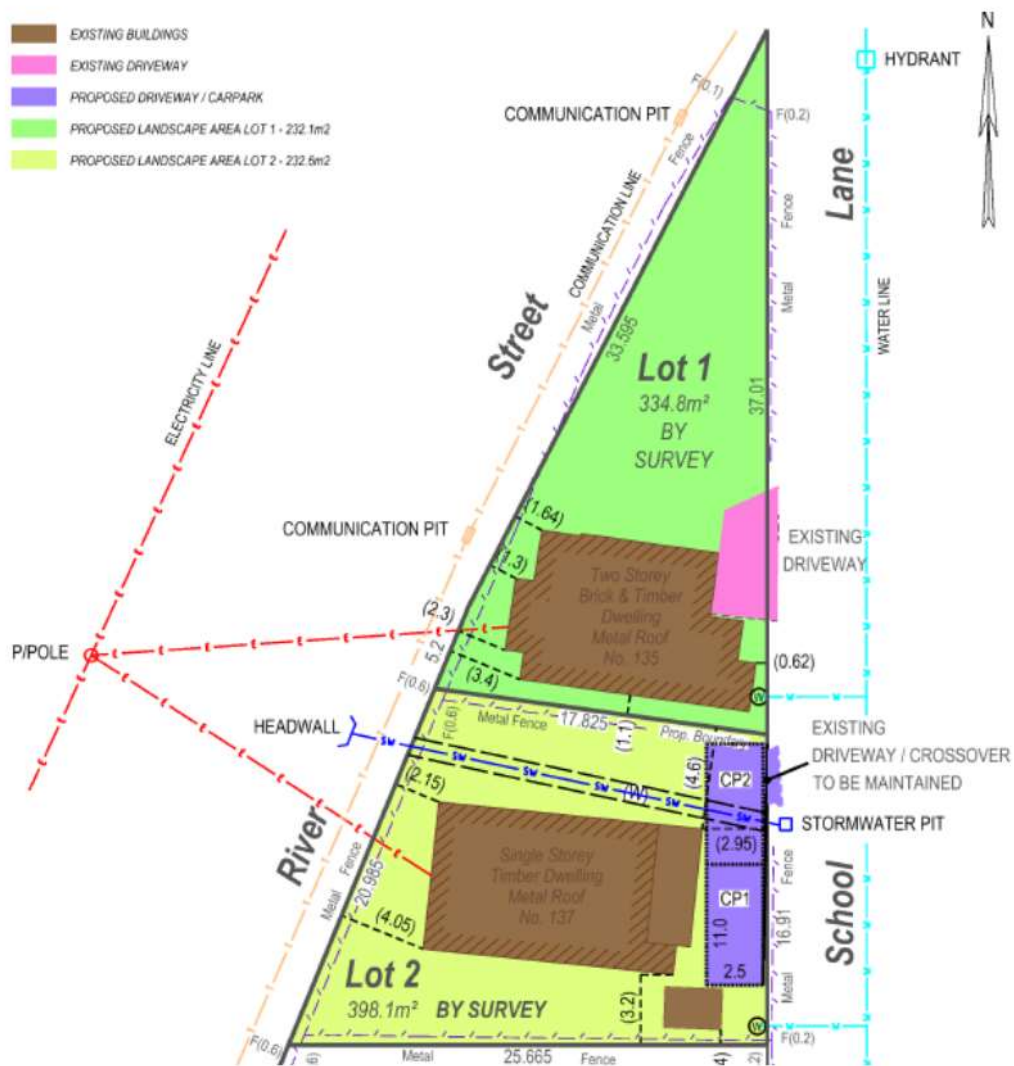 EXISTING BUILDINGS
EXISTING DRIVEWAY
PROPOSED DRIVEWAY / CARPARK
PROPOSED LANDSCAPE AREA LOT 1 - 232.1m2
PROPOSED LANDSCAPE AREA LOT 2 - 232.6m2
N
HYDRANT
COMMUNICATION PIT
F(0.1)
F(0.2)
Fence
Fence
Lane
COMMUNICATION LINE
Metal
Metal
Street
33.595
WATER LINE
ELECTRICITY LINE
Lot 1
334.8m²
BY
SURVEY
37.01
COMMUNICATION PIT
(1.64)
EXISTING
DRIVEWAY
Two Storey
Brick & Timber
Dwelling
Metal Roof
No. 135
(2.3)
5.2
(3.4)
(0.62)
P/POLE
F(0.6)
F(0.6)
Metal Fence
17.825
(1.1)
Prop. Boundary
HEADWALL
SW
SW
SW
(W)
SW
SW
EXISTING
DRIVEWAY / CROSSOVER
TO BE MAINTAINED
(4.6)
CP2
(2.15)
STORMWATER PIT
(2.95)
River
Single Storey
Timber Dwelling
Metal Roof
No. 137
Fence
20.985
Metal
(4.05)
CP1
11.0
2.5
Fence
16.91
Metal
School
Lot 2
398.1m² BY SURVEY
(3.2)
W
W
F(0.6)
F(0.2)
Metal
25.665
Fence